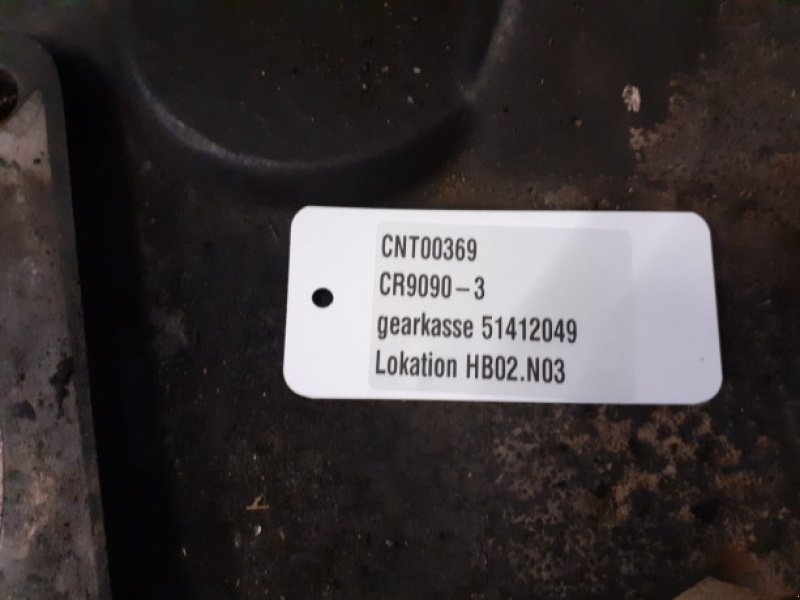 CNT00369
CR9090-3
gearkasse 51412049
Lokation HB02.N03